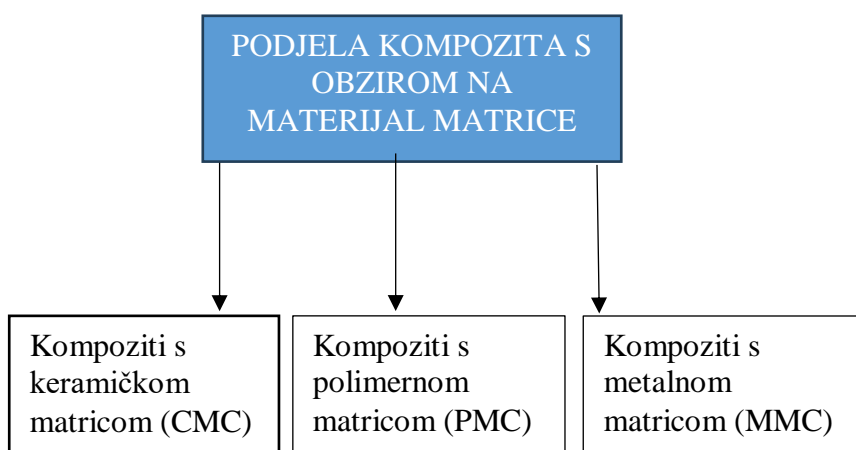 PODJELA KOMPOZITA S
OBZIROM NA
MATERIJAL MATRICE
Kompoziti s
keramičkom
matricom (CMC)
Kompoziti s
polimernom
matricom (PMC)
Kompoziti s
metalnom
matricom (MMC)